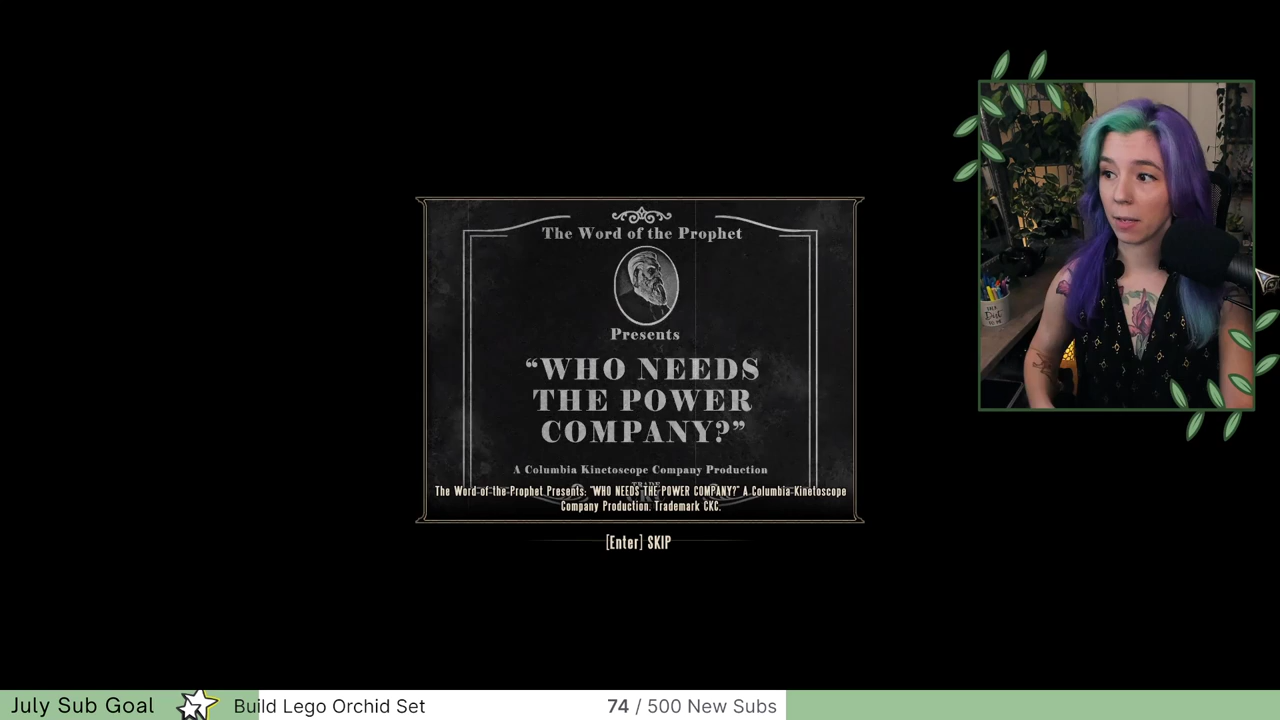 The Word of the Prophet
Presents
“WHO NEEDS
THE POWER
COMPANY?”
A Columbia Kinetoscope Company Production
TRADE
The Word of the Prophet Presents: "WHO NEEDS THE POWER COMPANY?" A Columbia Kinetoscope
Company Production. Trademark CKC.
[Enter] SKIP
July Sub Goal
Build Lego Orchid Set
74 / 500 New Subs